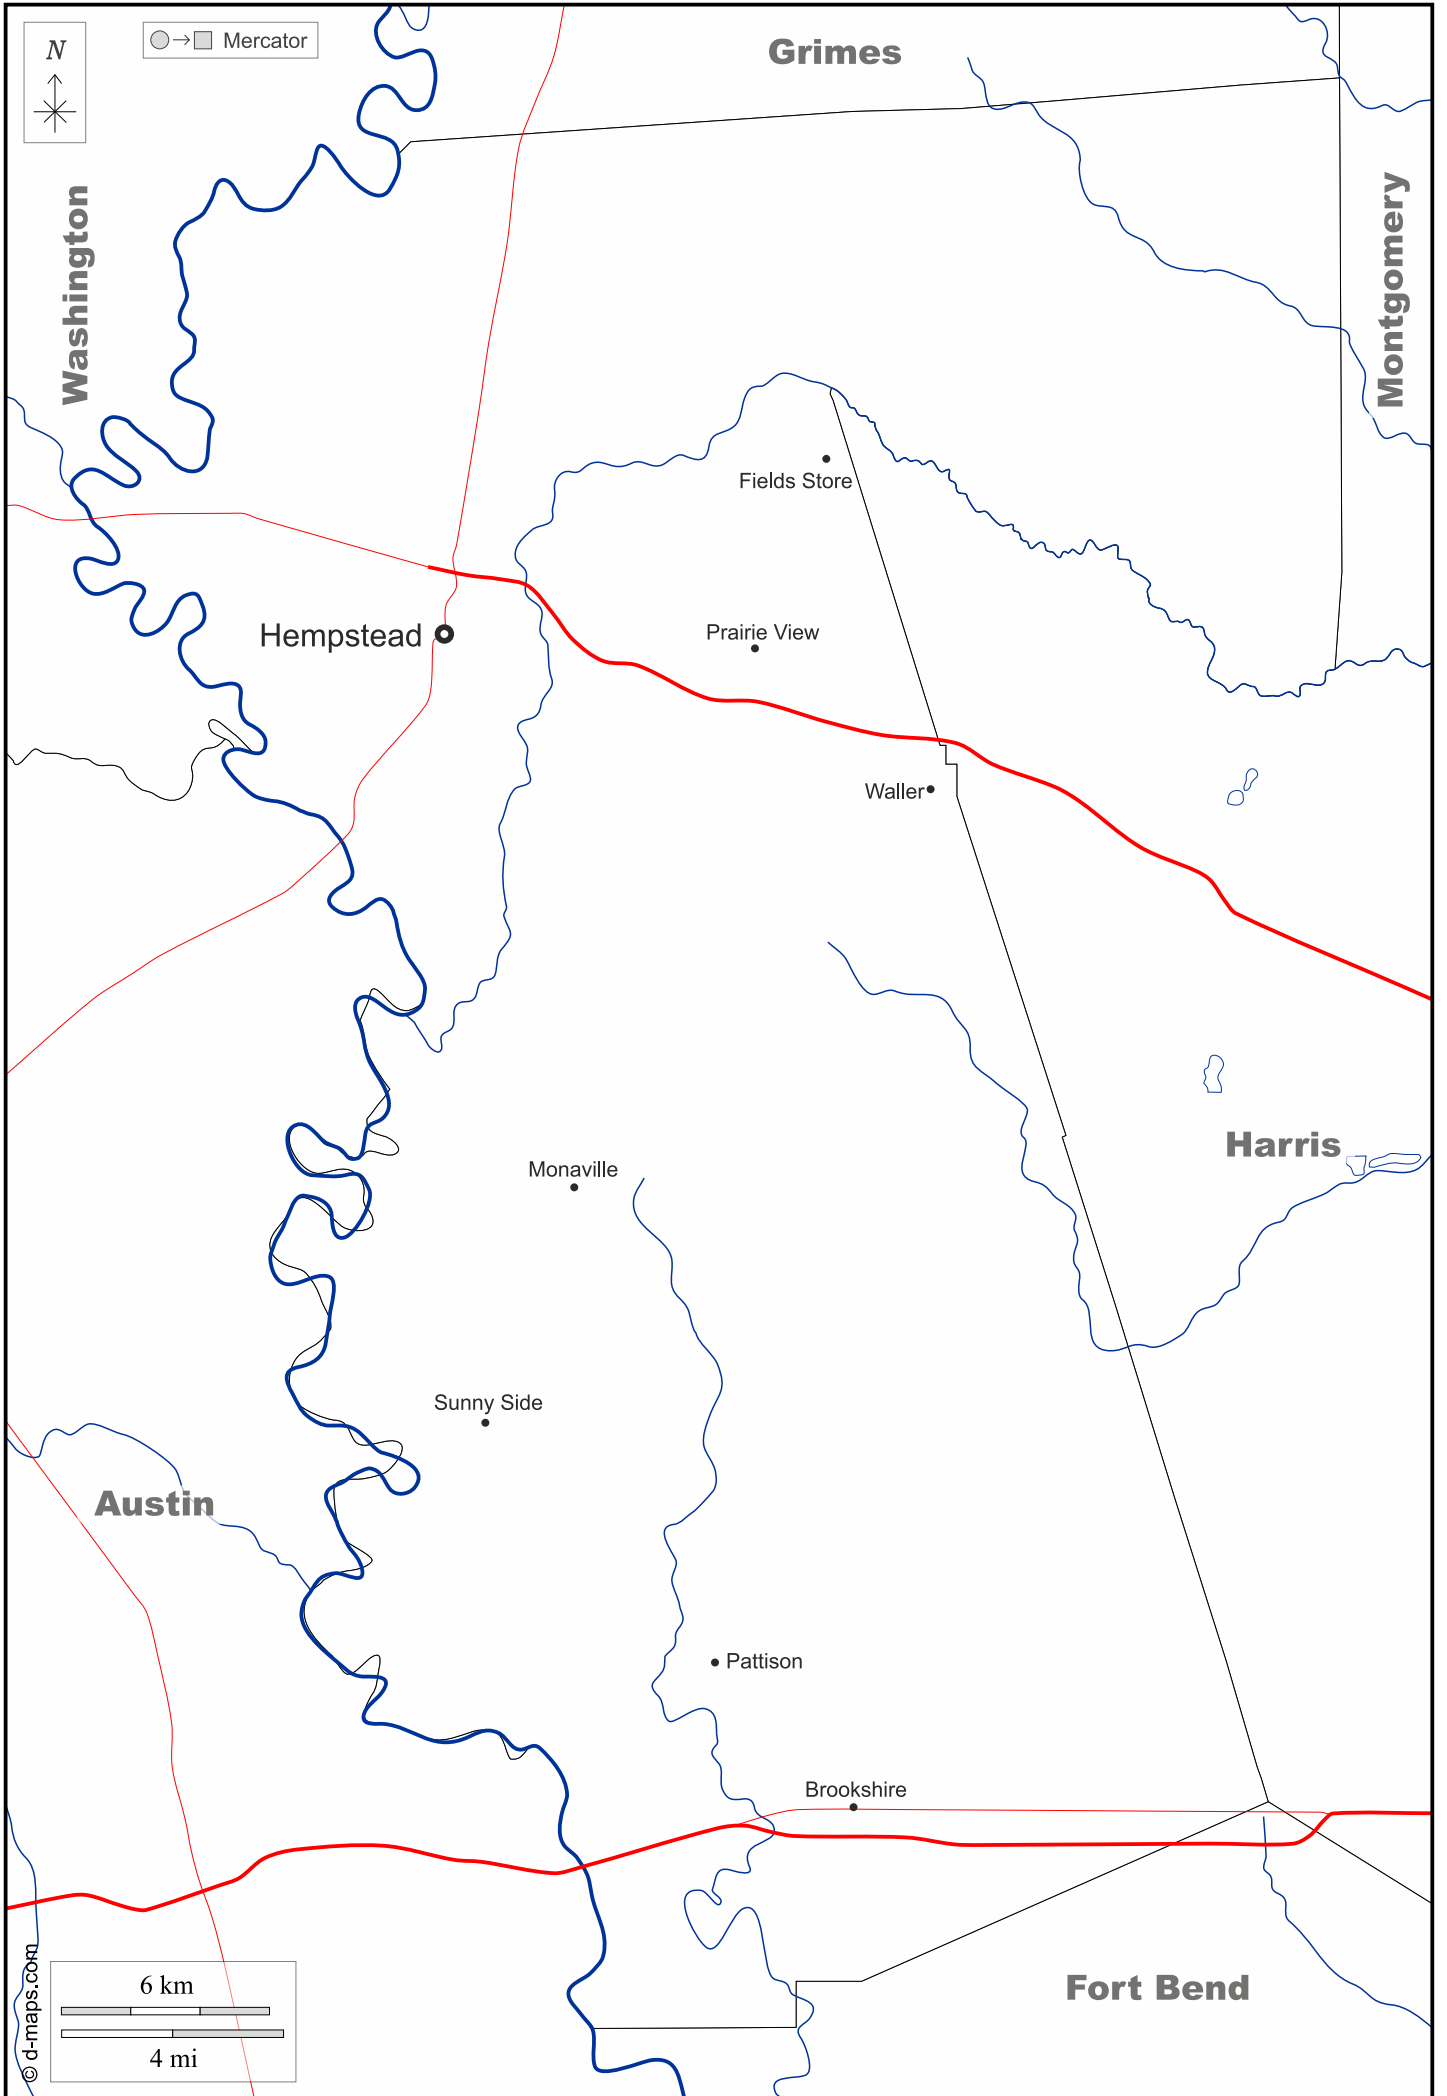 N
Mercator
Grimes
Washington
Montgomery
Fields Store
Hempstead
Prairie View
Waller
Harris
Monaville
Sunny Side
Austin
Pattison
Brookshire
Fort Bend
6 km
4 mi
© d-maps.com